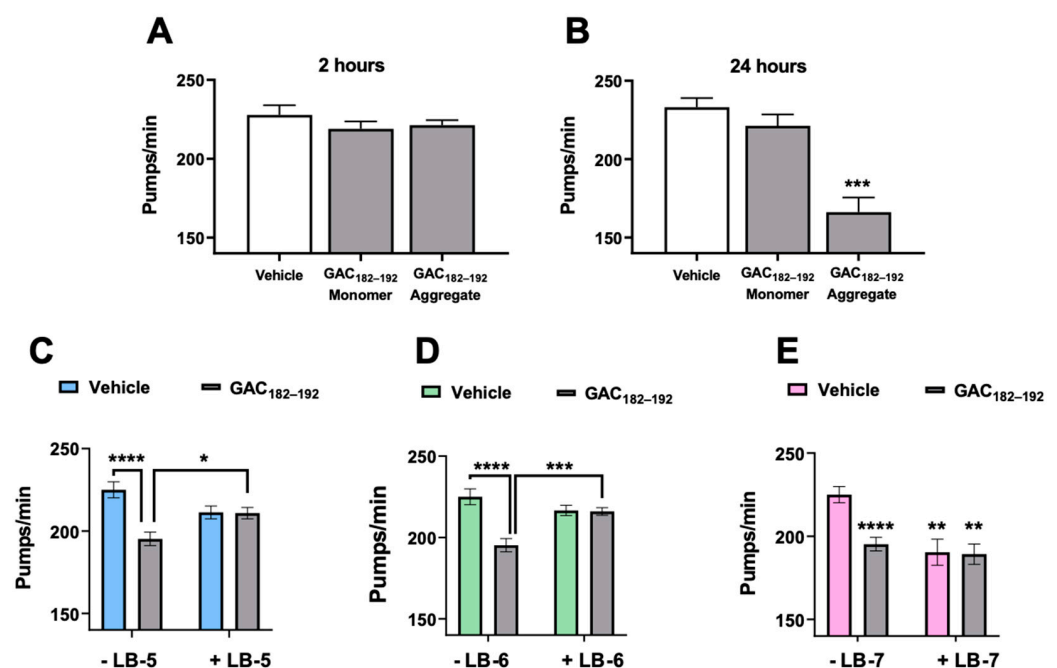 A
2 hours
250
200
150
Pumps/min
Vehicle
GAC182–192
Monomer
GAC182–192
Aggregate
B
24 hours
250
200
150
Pumps/min
***
Vehicle
GAC182–192
Monomer
GAC182–192
Aggregate
C
Vehicle
GAC182–192
250
200
150
Pumps/min
****
*
- LB-5
+ LB-5
D
Vehicle
GAC182–192
250
200
150
Pumps/min
****
***
- LB-6
+ LB-6
E
Vehicle
GAC182–192
250
200
150
Pumps/min
****
**
**
- LB-7
+ LB-7